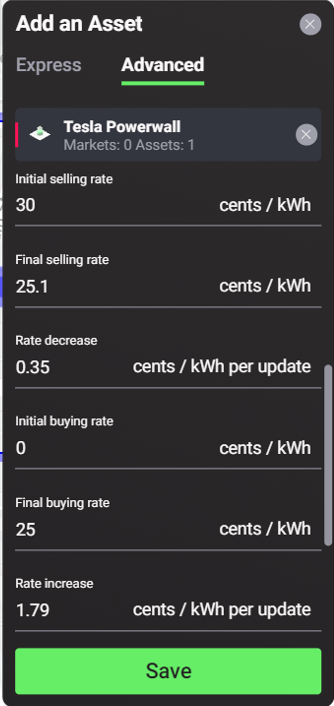 Add an Asset
Express Advanced
Tesla Powerwall
Markets: 0 Assets: 1
Initial selling rate
30 cents / kWh
Final selling rate
25.1 cents / kWh
Rate decrease
0.35 cents / kWh per update
Initial buying rate
0 cents / kWh
Final buying rate
25 cents / kWh
Rate increase
1.79 cents / kWh per update
Save